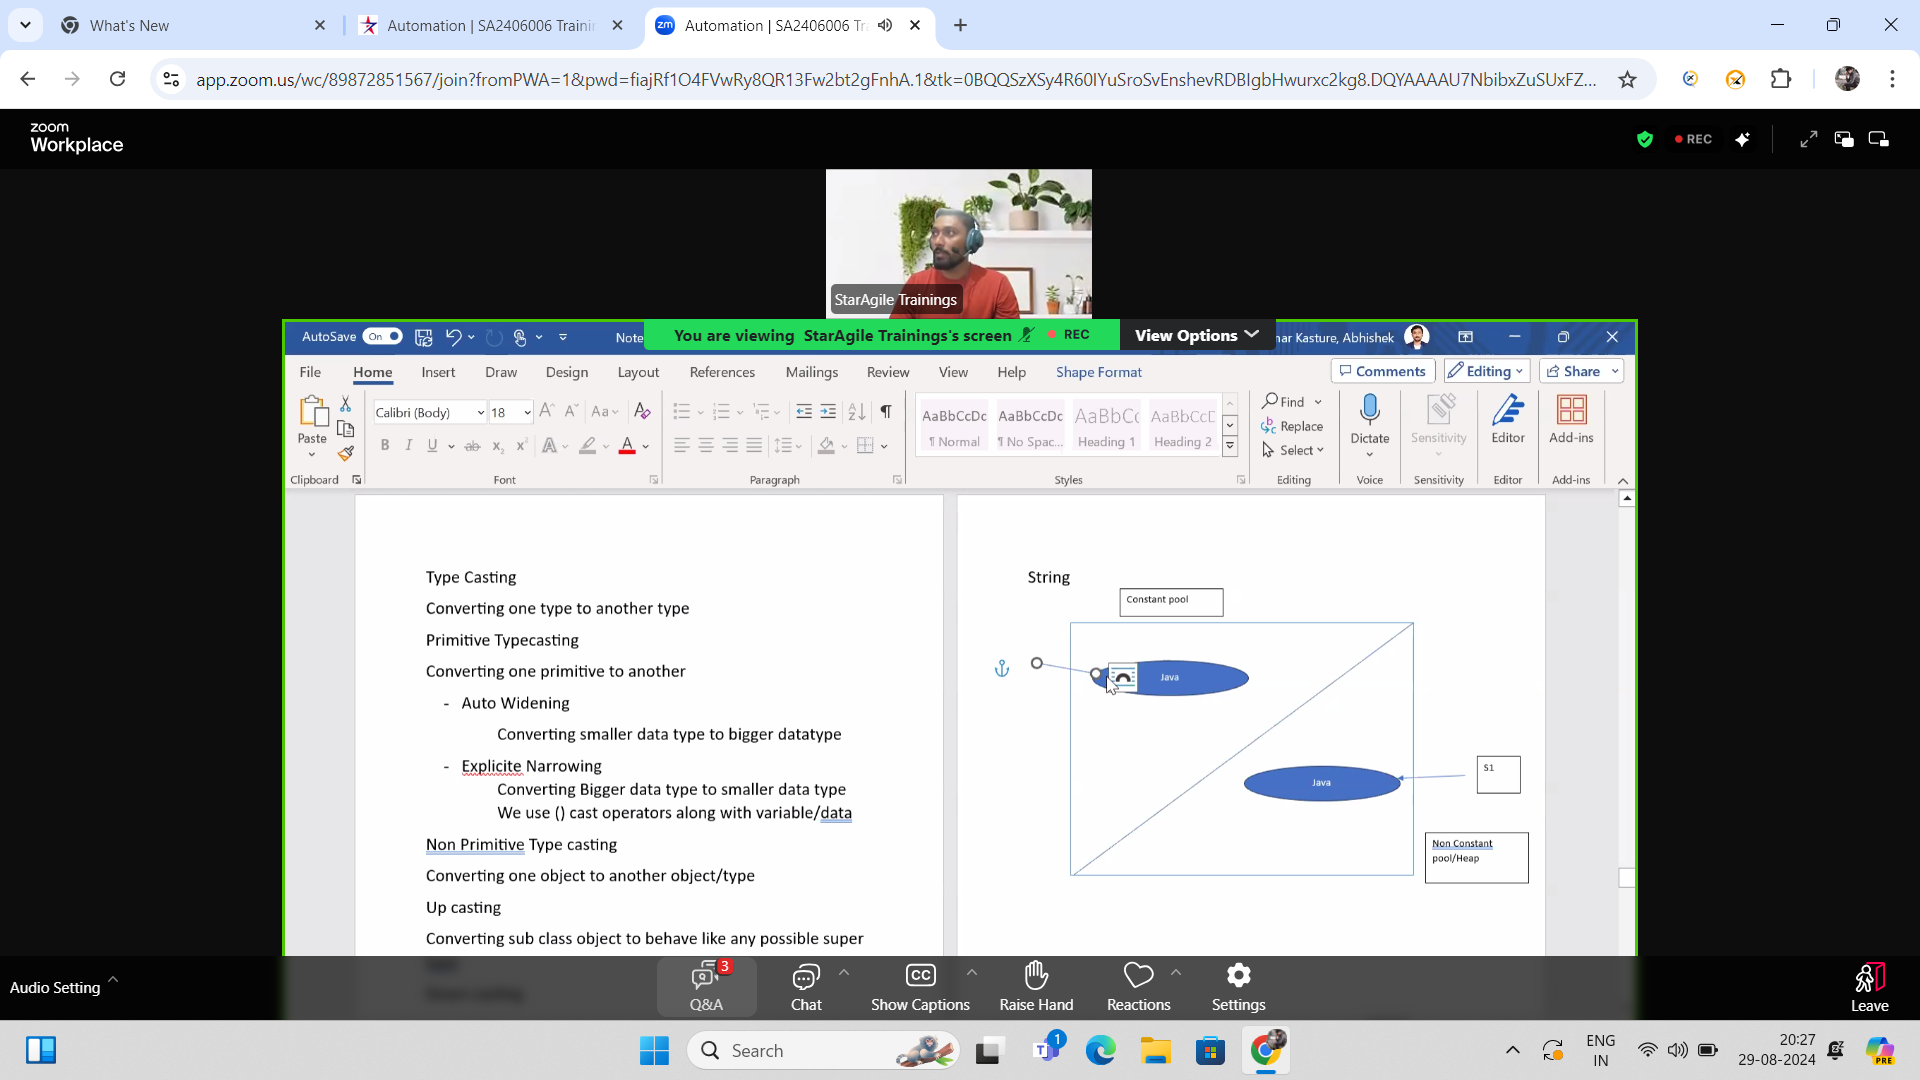 What's New
Automation | SA2406006 Trainin
Automation | SA2406006 Tra
app.zoom.us/wc/89872851567/join?fromPWA=1&pwd=fiajRf1O4FVwRy8QR13Fw2bt2gFnhA.1&tk=0BQQSzXSy4R60IYuSroSvEnshevRDBIgbHwurxc2kg8.DQYAAAAU7NbibxZuSUxFZ...
zoom
Workplace
REC
StarAgile Trainings
AutoSave On
Note
You are viewing StarAgile Trainings's screen
REC
View Options
nar Kasture, Abhishek
File Home Insert Draw Design Layout References Mailings Review View Help Shape Format
Comments Editing Share
Paste
Calibri (Body) 18
Clipboard
Font
Paragraph
AaBbCcDc AaBbCcDc AaBbCc AaBbCcD
¶ Normal ¶ No Spac... Heading 1 Heading 2
Styles
Find
Replace
Select
Editing
Dictate
Voice
Sensitivity
Sensitivity
Editor
Editor
Add-ins
Add-ins
Type Casting
Converting one type to another type
Primitive Typecasting
Converting one primitive to another
- Auto Widening
Converting smaller data type to bigger datatype
- Explicite Narrowing
Converting Bigger data type to smaller data type
We use () cast operators along with variable/data
Non Primitive Type casting
Converting one object to another object/type
Up casting
Converting sub class object to behave like any possible super
String
Constant pool
Java
Java
S1
Non Constant
pool/Heap
Audio Setting
3
Q&A
Chat
CC
Show Captions
Raise Hand
Reactions
Settings
Leave
Search
1
ENG
IN
20:27
29-08-2024
PRE